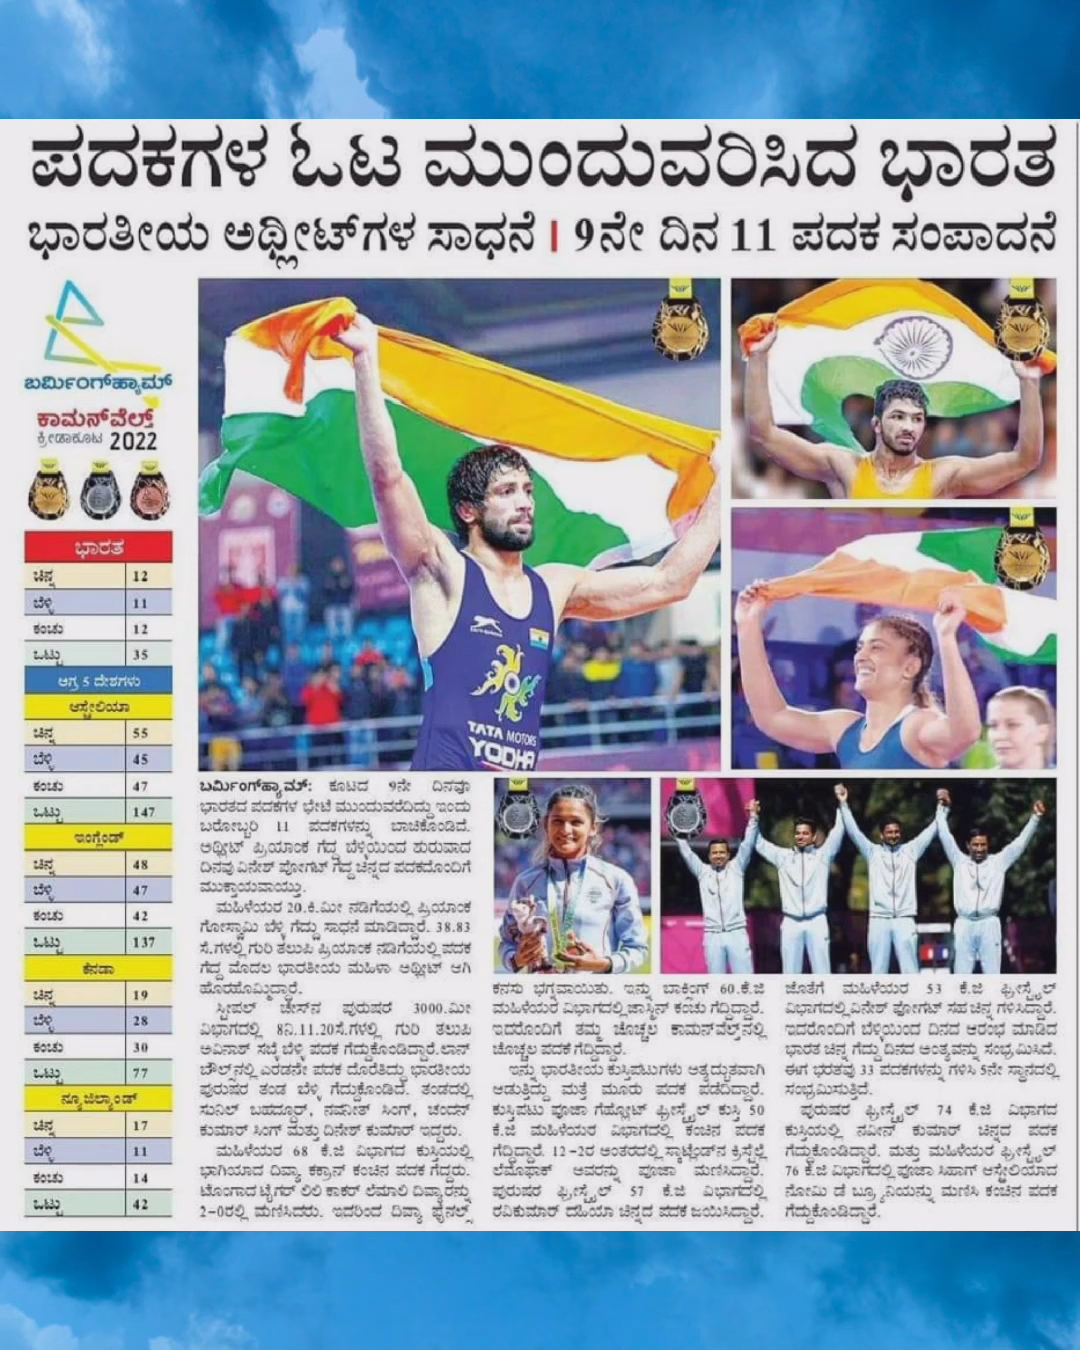 ಪದಕಗಳ ಓಟ ಮುಂದುವರಿಸಿದ ಭಾರತ
ಭಾರತೀಯ ಅಥ್ಲೀಟ್‌ಗಳ ಸಾಧನೆ | 9ನೇ ದಿನ 11 ಪದಕ ಸಂಪಾದನೆ
ಬರ್ಮಿಂಗ್‌ಹ್ಯಾಮ್
ಕಾಮನ್‌ವೆಲ್ತ್
ಕ್ರೀಡಾಕೂಟ 2022
ಭಾರತ
ಚಿನ್ನ 12
ಬೆಳ್ಳಿ 11
ಕಂಚು 12
ಒಟ್ಟು 35
ಅಗ್ರ 5 ದೇಶಗಳು
ಆಸ್ಟ್ರೇಲಿಯಾ
ಚಿನ್ನ 55
ಬೆಳ್ಳಿ 45
ಕಂಚು 47
ಒಟ್ಟು 147
ಇಂಗ್ಲೆಂಡ್
ಚಿನ್ನ 48
ಬೆಳ್ಳಿ 47
ಕಂಚು 42
ಒಟ್ಟು 137
ಕೆನಡಾ
ಚಿನ್ನ 19
ಬೆಳ್ಳಿ 28
ಕಂಚು 30
ಒಟ್ಟು 77
ನ್ಯೂಜಿಲ್ಯಾಂಡ್
ಚಿನ್ನ 17
ಬೆಳ್ಳಿ 11
ಕಂಚು 14
ಒಟ್ಟು 42
TATA MOTORS
YODHA
ಬರ್ಮಿಂಗ್‌ಹ್ಯಾಮ್: ಕೂಟದ 9ನೇ ದಿನವೂ
ಭಾರತದ ಪದಕಗಳ ಭೇಟೆ ಮುಂದುವರೆದಿದ್ದು ಇಂದು
ಬರೋಬ್ಬರಿ 11 ಪದಕಗಳನ್ನು ಬಾಚಿಕೊಂಡಿದೆ.
ಅಥ್ಲೀಟ್ ಪ್ರಿಯಾಂಕ ಗೆದ್ದ ಬೆಳ್ಳಿಯಿಂದ ಶುರುವಾದ
ದಿನವು ವಿನೇಶ್ ಫೋಗಟ್ ಗೆದ್ದ ಚಿನ್ನದ ಪದಕದೊಂದಿಗೆ
ಮುಕ್ತಾಯವಾಯ್ತು.
ಮಹಿಳೆಯರ 20.ಕಿ.ಮೀ ನಡಿಗೆಯಲ್ಲಿ ಪ್ರಿಯಾಂಕ
ಗೋಸ್ವಾಮಿ ಬೆಳ್ಳಿ ಗೆದ್ದು ಸಾಧನೆ ಮಾಡಿದ್ದಾರೆ. 38.83
ಸೆ.ಗಳಲ್ಲಿ ಗುರಿ ತಲುಪಿ ಪ್ರಿಯಾಂಕ ನಡಿಗೆಯಲ್ಲಿ ಪದಕ
ಗೆದ್ದ ಮೊದಲ ಭಾರತೀಯ ಮಹಿಳಾ ಅಥ್ಲೀಟ್ ಆಗಿ
ಹೊರಹೊಮ್ಮಿದ್ದಾರೆ.
ಸ್ಟೀಪಲ್ ಚೇಸ್‌ನ ಪುರುಷರ 3000.ಮೀ
ವಿಭಾಗದಲ್ಲಿ 8ನಿ.11.20ಸೆ.ಗಳಲ್ಲಿ ಗುರಿ ತಲುಪಿ
ಅವಿನಾಶ್ ಸಬ್ಳೆ ಬೆಳ್ಳಿ ಪದಕ ಗೆದ್ದುಕೊಂಡಿದ್ದಾರೆ.ಲಾನ್
ಬೌಲ್ಸ್‌ನಲ್ಲಿ ಎರಡನೇ ಪದಕ ದೊರೆತಿದ್ದು ಭಾರತೀಯ
ಪುರುಷರ ತಂಡ ಬೆಳ್ಳಿ ಗೆದ್ದುಕೊಂಡಿದೆ. ತಂಡದಲ್ಲಿ
ಸುನಿಲ್ ಬಹದ್ದೂರ್, ನವನೀತ್ ಸಿಂಗ್, ಚಂದನ್
ಕುಮಾರ್ ಸಿಂಗ್ ಮತ್ತು ದಿನೇಶ್ ಕುಮಾರ್ ಇದ್ದರು.
ಮಹಿಳೆಯರ 68 ಕೆ.ಜಿ ವಿಭಾಗದ ಕುಸ್ತಿಯಲ್ಲಿ
ಭಾಗಿಯಾದ ದಿವ್ಯಾ ಕಕ್ರಾನ್ ಕಂಚಿನ ಪದಕ ಗೆದ್ದರು.
ಟೊಂಗಾದ ಟೈಗರ್ ಲಿಲಿ ಕಾಕರ್ ಲೆಮಾಲಿ ದಿವ್ಯಾರನ್ನು
2-0ರಲ್ಲಿ ಮಣಿಸಿದರು. ಇದರಿಂದ ದಿವ್ಯಾ ಫೈನಲ್ಸ್
ಕನಸು ಭಗ್ನವಾಯಿತು. ಇನ್ನು ಬಾಕ್ಸಿಂಗ್ 60.ಕೆ.ಜಿ
ಮಹಿಳೆಯರ ವಿಭಾಗದಲ್ಲಿ ಜಾಸ್ಮಿನ್ ಕಂಚು ಗೆದ್ದಿದ್ದಾರೆ.
ಇದರೊಂದಿಗೆ ತಮ್ಮ ಚೊಚ್ಚಲ ಕಾಮನ್‌ವೆಲ್ತ್‌ನಲ್ಲಿ
ಚೊಚ್ಚಲ ಪದಕ ಗೆದ್ದಿದ್ದಾರೆ.
ಇನ್ನು ಭಾರತೀಯ ಕುಸ್ತಿಪಟುಗಳು ಅತ್ಯದ್ಭುತವಾಗಿ
ಆಡುತ್ತಿದ್ದು ಮತ್ತೆ ಮೂರು ಪದಕ ಪಡೆದಿದ್ದಾರೆ.
ಕುಸ್ತಿಪಟು ಪೂಜಾ ಗೆಹ್ಲೋಟ್ ಫ್ರೀಸ್ಟೈಲ್ ಕುಸ್ತಿ 50
ಕೆ.ಜಿ ಮಹಿಳೆಯರ ವಿಭಾಗದಲ್ಲಿ ಕಂಚಿನ ಪದಕ
ಗೆದ್ದಿದ್ದಾರೆ. 12 -2ರ ಅಂತರದಲ್ಲಿ ಸ್ಕಾಟ್ಲೆಂಡ್‌ನ ಕ್ರಿಸ್ಟೆಲ್ಲೆ
ಲೆಮೊಫಾಕ್ ಅವರನ್ನು ಪೂಜಾ ಮಣಿಸಿದ್ದಾರೆ.
ಪುರುಷರ ಫ್ರೀಸ್ಟೈಲ್ 57 ಕೆ.ಜಿ ವಿಭಾಗದಲ್ಲಿ
ರವಿಕುಮಾರ್ ದಹಿಯಾ ಚಿನ್ನದ ಪದಕ ಜಯಿಸಿದ್ದಾರೆ.
ಜೊತೆಗೆ ಮಹಿಳೆಯರ 53 ಕೆ.ಜಿ ಫ್ರೀಸ್ಟೈಲ್
ವಿಭಾಗದಲ್ಲಿ ವಿನೇಶ್ ಫೋಗಟ್ ಸಹ ಚಿನ್ನ ಗಳಿಸಿದ್ದಾರೆ.
ಇದರೊಂದಿಗೆ ಬೆಳ್ಳಿಯಿಂದ ದಿನದ ಆರಂಭ ಮಾಡಿದ
ಭಾರತ ಚಿನ್ನ ಗೆದ್ದು ದಿನದ ಅಂತ್ಯವನ್ನು ಸಂಭ್ರಮಿಸಿದೆ.
ಈಗ ಭರತವು 33 ಪದಕಗಳನ್ನು ಗಳಿಸಿ 5ನೇ ಸ್ಥಾನದಲ್ಲಿ
ಸಂಭ್ರಮಿಸುತ್ತಿದೆ.
ಪುರುಷರ ಫ್ರೀಸ್ಟೈಲ್ 74 ಕೆ.ಜಿ ವಿಭಾಗದ
ಕುಸ್ತಿಯಲ್ಲಿ ನವೀನ್ ಕುಮಾರ್ ಚಿನ್ನದ ಪದಕ
ಗೆದ್ದುಕೊಂಡಿದ್ದಾರೆ. ಮತ್ತು ಮಹಿಳೆಯರ ಫ್ರೀಸ್ಟೈಲ್
76 ಕೆ.ಜಿ ವಿಭಾಗದಲ್ಲಿ ಪೂಜಾ ಸಿಹಾಗ್ ಆಸ್ಟ್ರೇಲಿಯಾದ
ನೋಮಿ ಡೆ ಬ್ರೂಯಿನಿಯನ್ನು ಮಣಿಸಿ ಕಂಚಿನ ಪದಕ
ಗೆದ್ದುಕೊಂಡಿದ್ದಾರೆ.